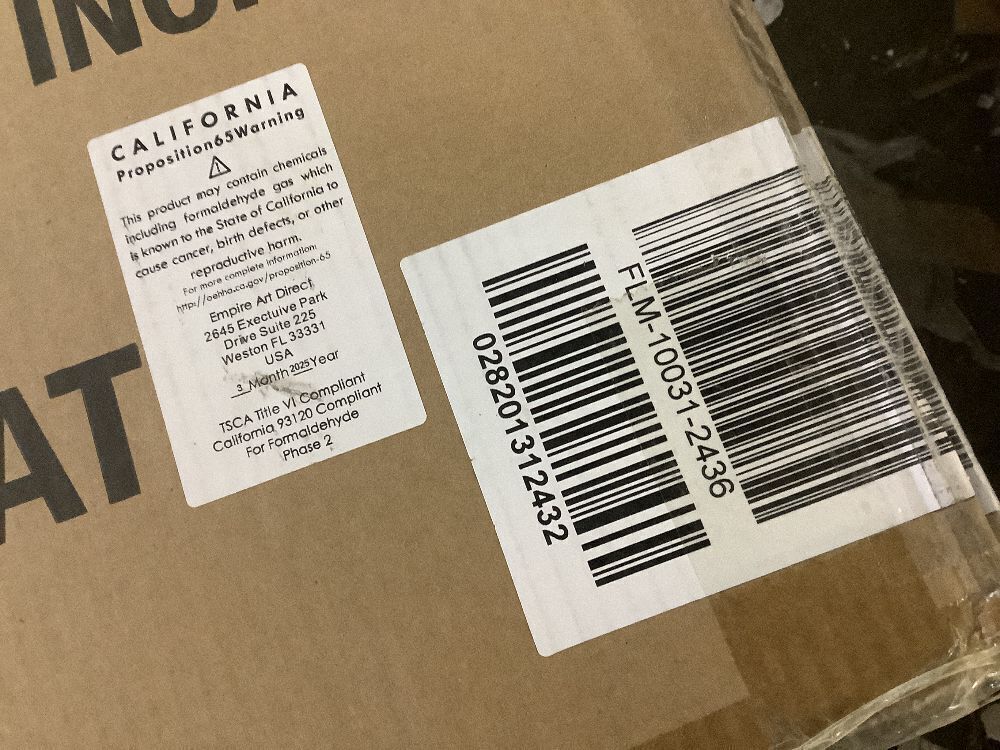 CALIFORNIA
Proposition65Warning
This product may contain chemicals
including formaldehyde gas which
is known to the State of California to
cause cancer, birth defects, or other
reproductive harm.
For more complete information:
http://oehha.ca.gov/proposition-65
Empire Art Direct
2645 Exectuive Park
Drive Suite 225
Weston FL 33331
USA
3 Month 2025 Year
TSCA Title VI Compliant
California 93120 Compliant
For Formaldehyde
Phase 2
FLM-10031-2436
028201312432